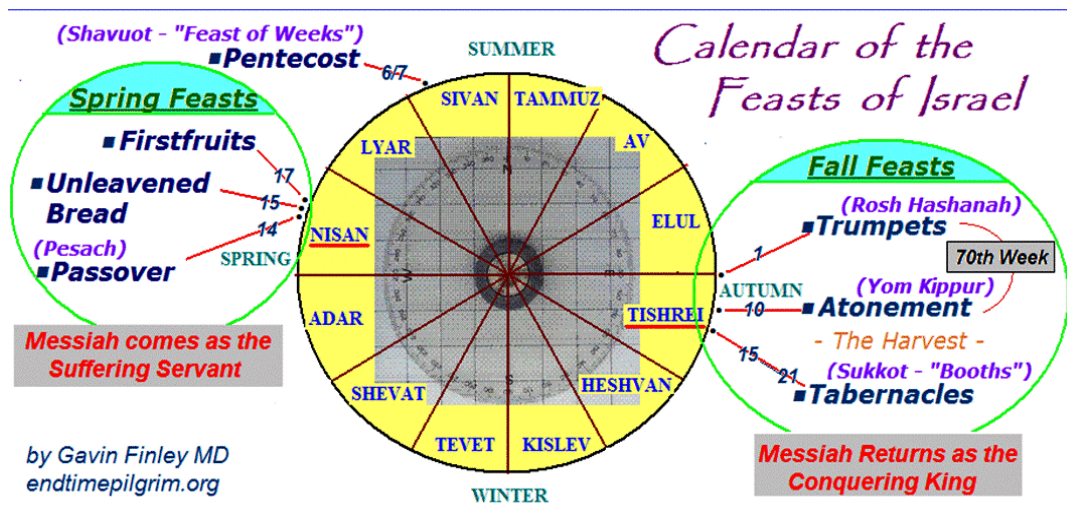 Calendar of the
Feasts of Israel
(Shavuot - "Feast of Weeks")
■Pentecost
6/7
SUMMER
Spring Feasts
■Firstfruits
17
■Unleavened
Bread
15
14
(Pesach)
■Passover
SPRING
Messiah comes as the
Suffering Servant
SIVAN
TAMMUZ
LYAR
AV
NISAN
ELUL
ADAR
TISHREI
SHEVAT
HESHVAN
TEVET
KISLEV
N
W
E
S
WINTER
Fall Feasts
(Rosh Hashanah)
■Trumpets
1
70th Week
AUTUMN
(Yom Kippur)
■Atonement
10
- The Harvest -
15
21
(Sukkot - "Booths")
■Tabernacles
Messiah Returns as the
Conquering King
by Gavin Finley MD
endtimepilgrim.org